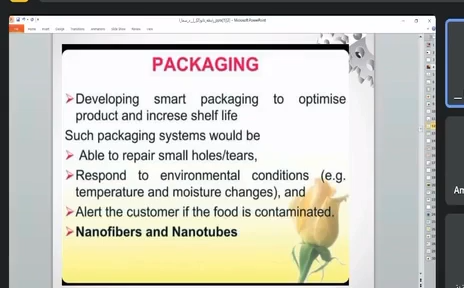 PACKAGING
➢Developing smart packaging to optimise
product and increse shelf life
Such packaging systems would be
➢ Able to repair small holes/tears,
➢Respond to environmental conditions (e.g.
temperature and moisture changes), and
➢Alert the customer if the food is contaminated.
➢Nanofibers and Nanotubes